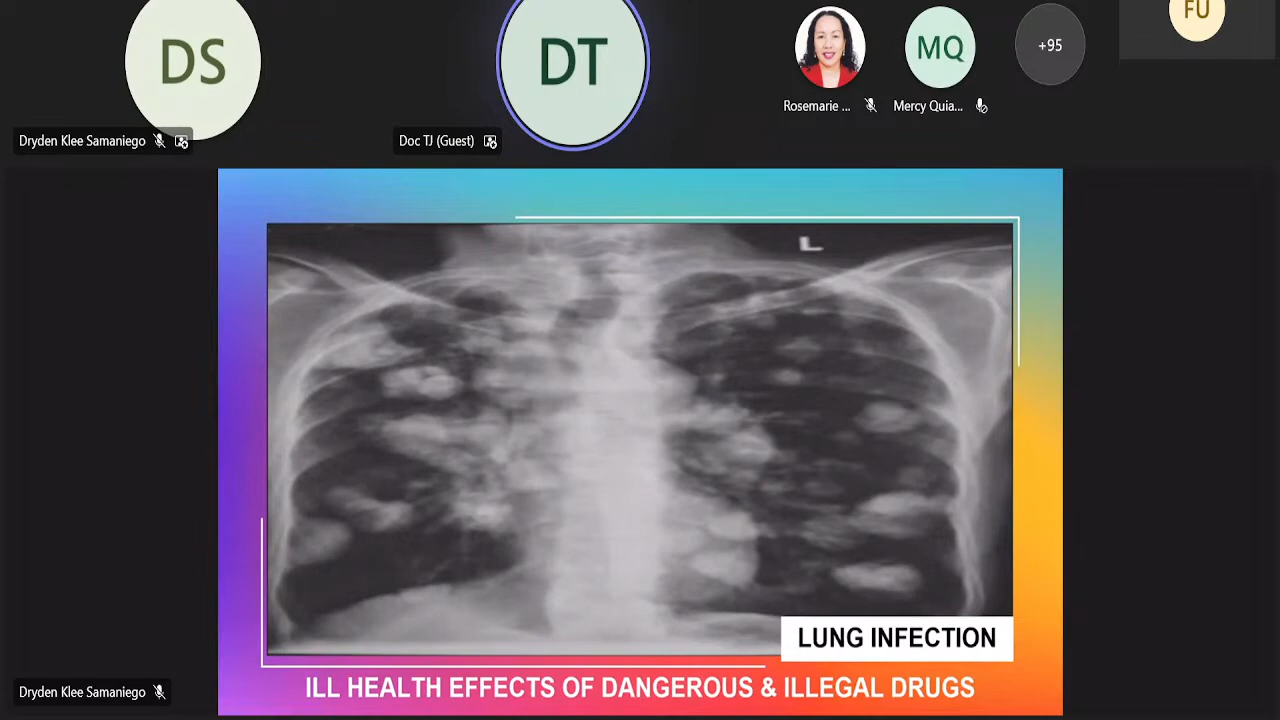 DS
DT
MQ
+95
FU
Rosemarie ...
Mercy Quia...
Dryden Klee Samaniego
Doc TJ (Guest)
L
LUNG INFECTION
ILL HEALTH EFFECTS OF DANGEROUS & ILLEGAL DRUGS
Dryden Klee Samaniego